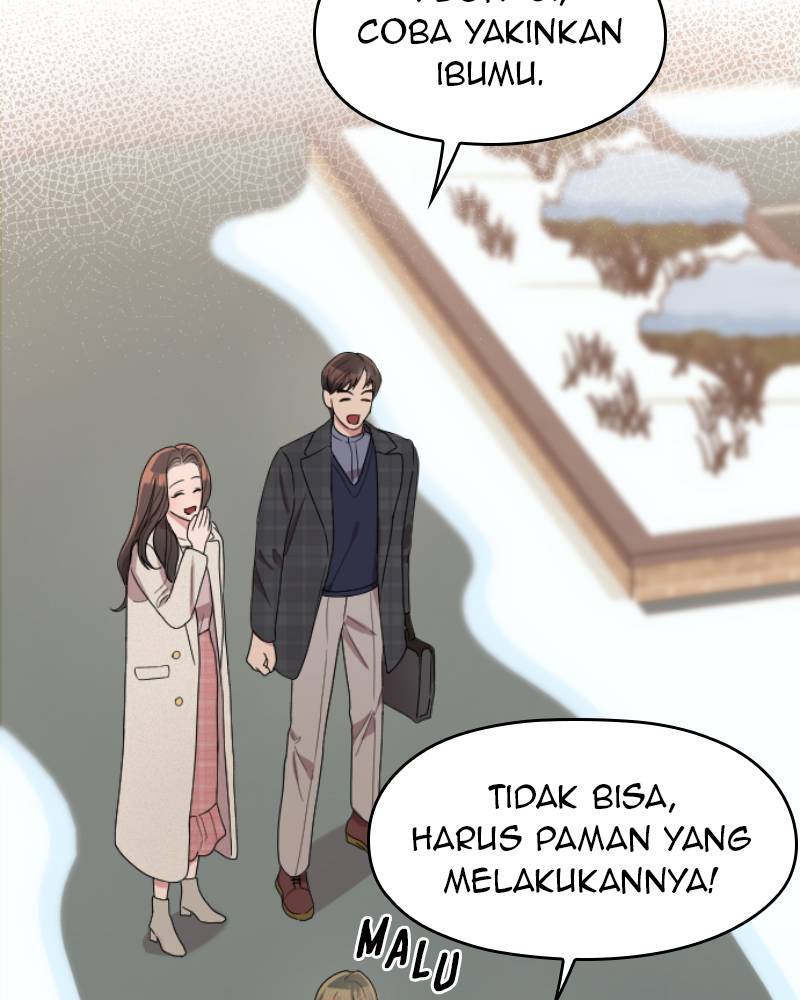 COBA YAKINKAN
IBUMU.
TIDAK BISA,
HARUS PAMAN YANG
MELAKUKANNYA!
MALU